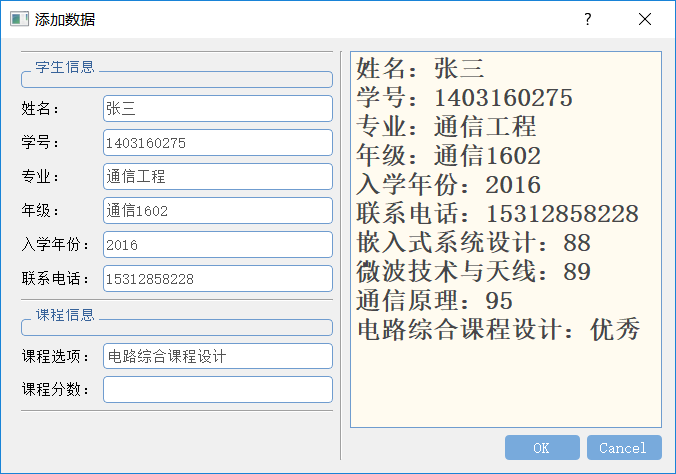 添加数据
学生信息
姓名： 张三
学号： 1403160275
专业： 通信工程
年级： 通信1602
入学年份： 2016
联系电话： 15312858228
课程信息
课程选项： 电路综合课程设计
课程分数：
姓名：张三
学号：1403160275
专业：通信工程
年级：通信1602
入学年份：2016
联系电话：15312858228
嵌入式系统设计：88
微波技术与天线：89
通信原理：95
电路综合课程设计：优秀
OK Cancel